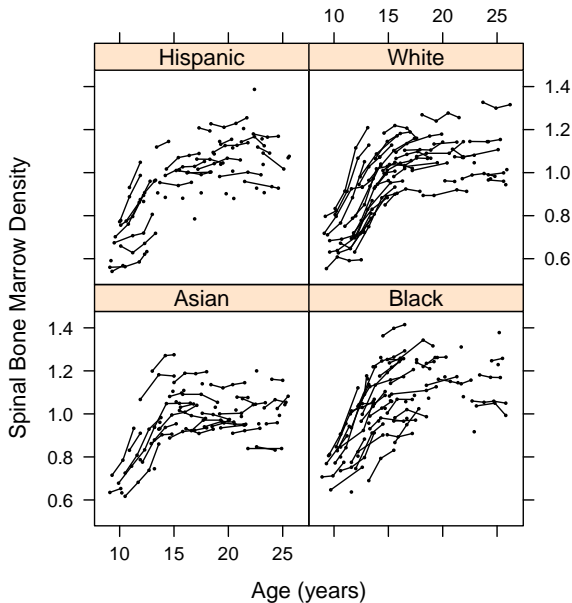 10 15 20 25
Hispanic White
1.4
1.2
1.0
0.8
0.6
Asian Black
1.4
1.2
1.0
0.8
0.6
10 15 20 25
Spinal Bone Marrow Density
Age (years)